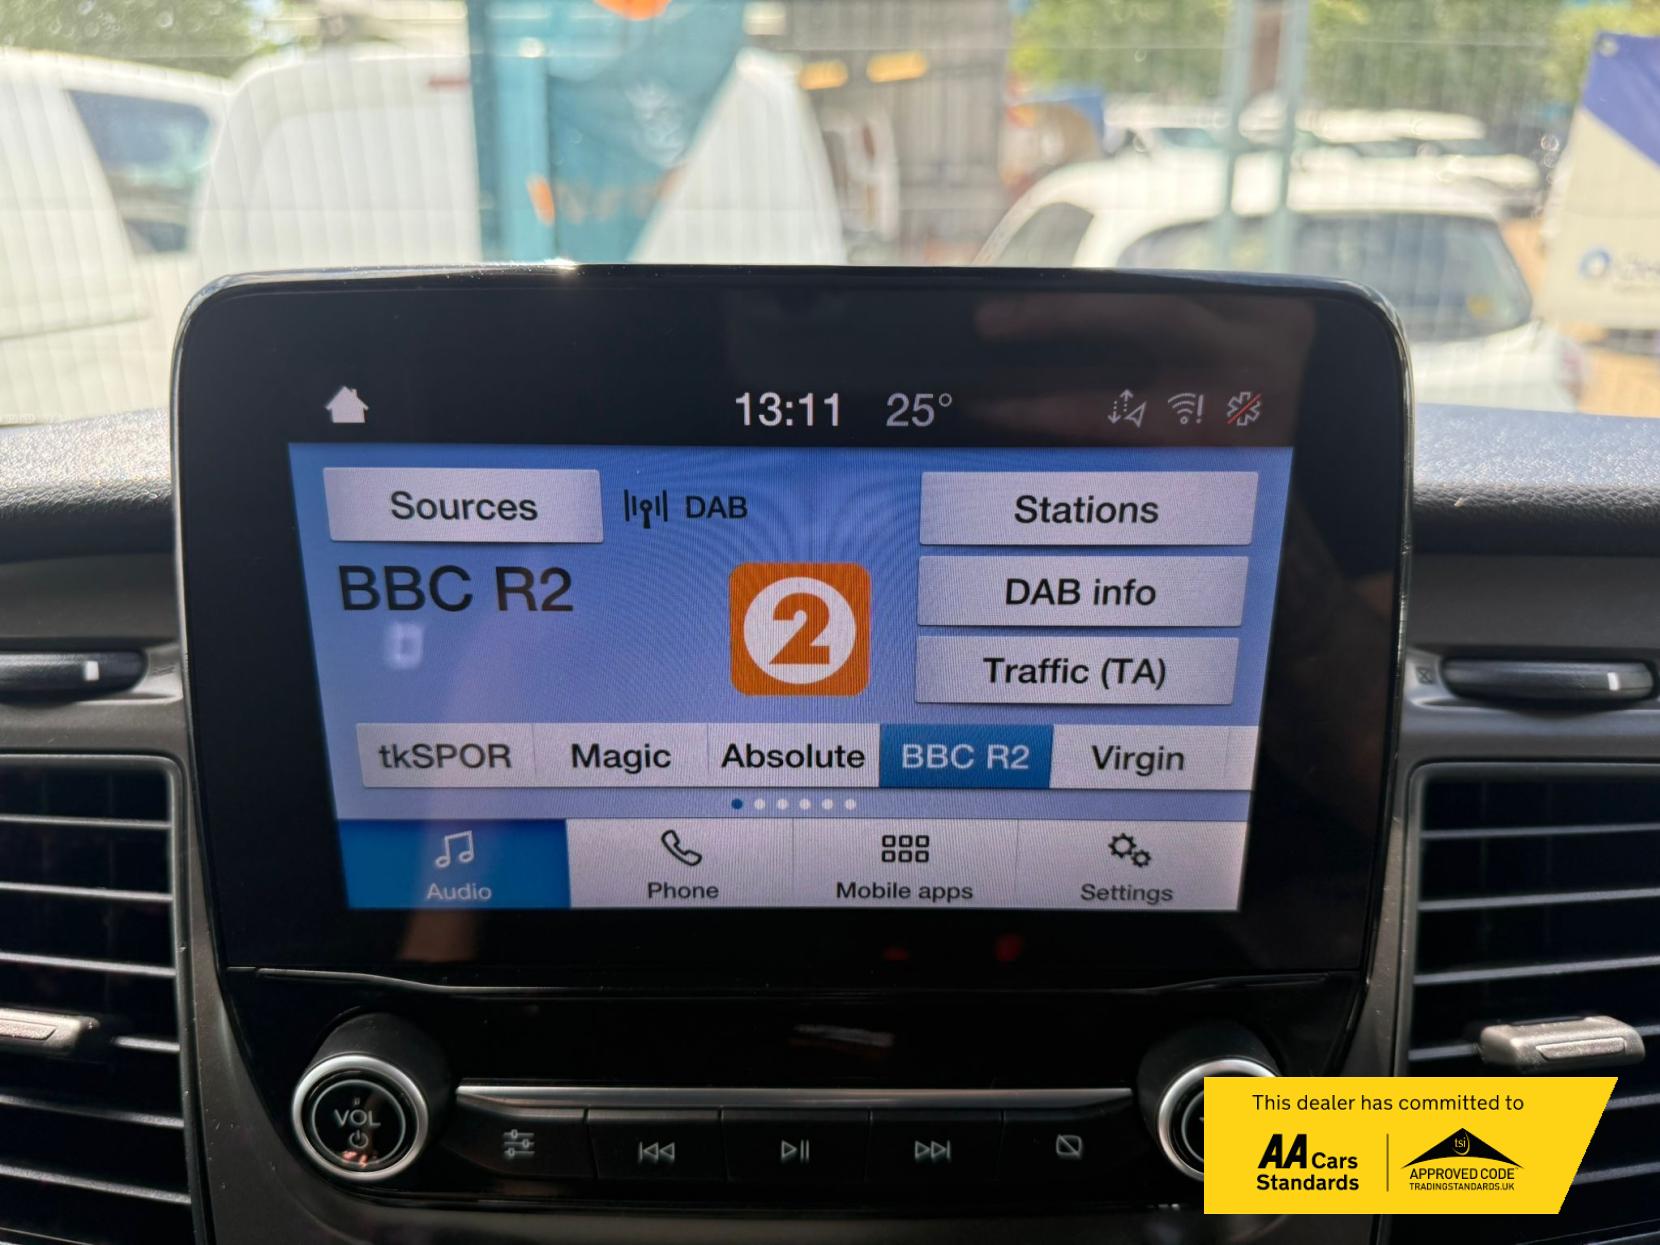 13:11 25°
Sources DAB Stations
BBC R2
2
DAB info
Traffic (TA)
tkSPOR Magic Absolute BBC R2 Virgin
Audio Phone Mobile apps Settings
VOL
This dealer has committed to
AA Cars
Standards
tsi
APPROVED CODE
TRADINGSTANDARDS.UK